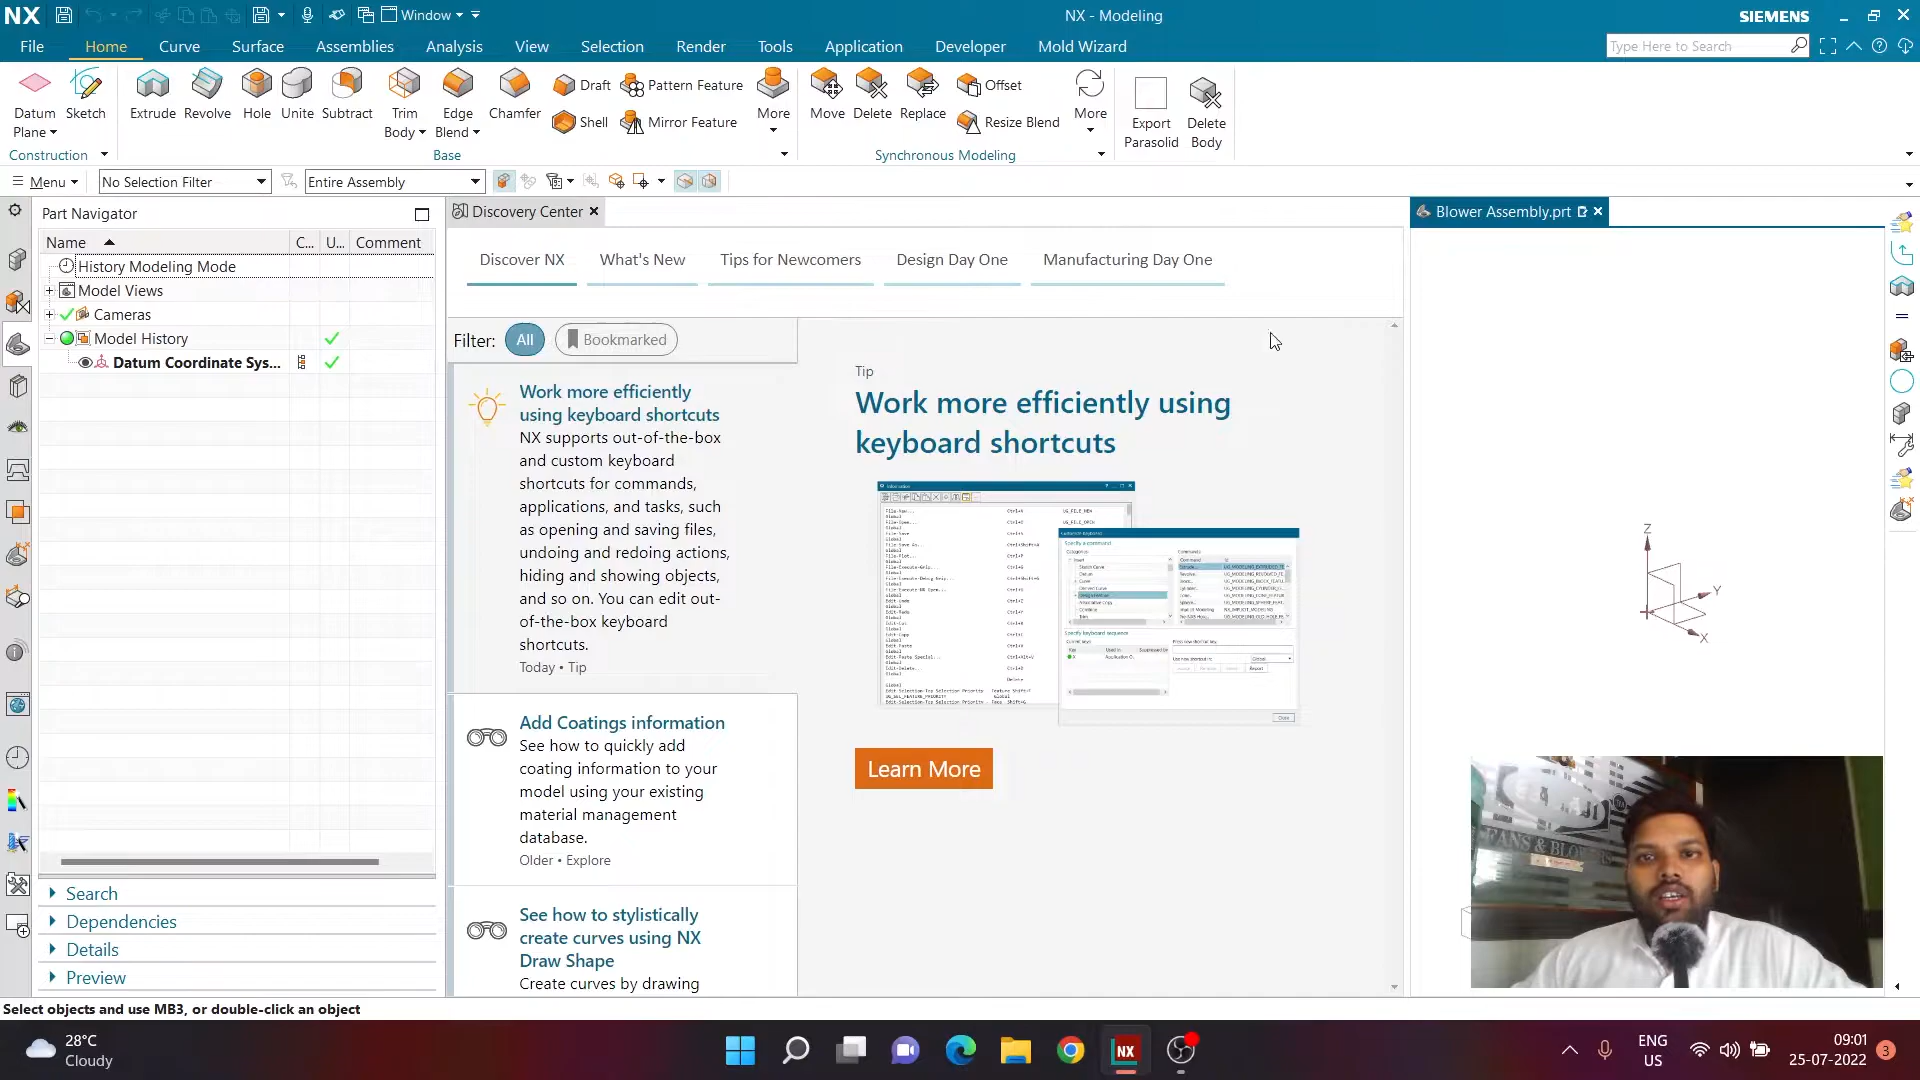 NX
Window
NX - Modeling
SIEMENS
File
Home
Curve
Surface
Assemblies
Analysis
View
Selection
Render
Tools
Application
Developer
Mold Wizard
Type Here to Search
Datum
Plane
Sketch
Extrude
Revolve
Hole
Unite
Subtract
Trim
Body
Edge
Blend
Chamfer
Draft
Shell
Pattern Feature
Mirror Feature
More
Move
Delete
Replace
Offset
Resize Blend
More
Export
Parasolid
Delete
Body
Construction
Base
Synchronous Modeling
Menu
No Selection Filter
Entire Assembly
Part Navigator
Name
C...
U...
Comment
History Modeling Mode
Model Views
Cameras
Model History
Datum Coordinate Sys...
Search
Dependencies
Details
Preview
Discovery Center
Discover NX
What's New
Tips for Newcomers
Design Day One
Manufacturing Day One
Filter:
All
Bookmarked
Work more efficiently
using keyboard shortcuts
NX supports out-of-the-box
and custom keyboard
shortcuts for commands,
applications, and tasks, such
as opening and saving files,
undoing and redoing actions,
hiding and showing objects,
and so on. You can edit out-
of-the-box keyboard
shortcuts.
Today • Tip
Add Coatings information
See how to quickly add
coating information to your
model using your existing
material management
database.
Older • Explore
See how to stylistically
create curves using NX
Draw Shape
Create curves by drawing
Tip
Work more efficiently using
keyboard shortcuts
Learn More
Blower Assembly.prt
Z
Y
X
FANS & BLO
Select objects and use MB3, or double-click an object
28°C
Cloudy
NX
ENG
US
09:01
25-07-2022
3